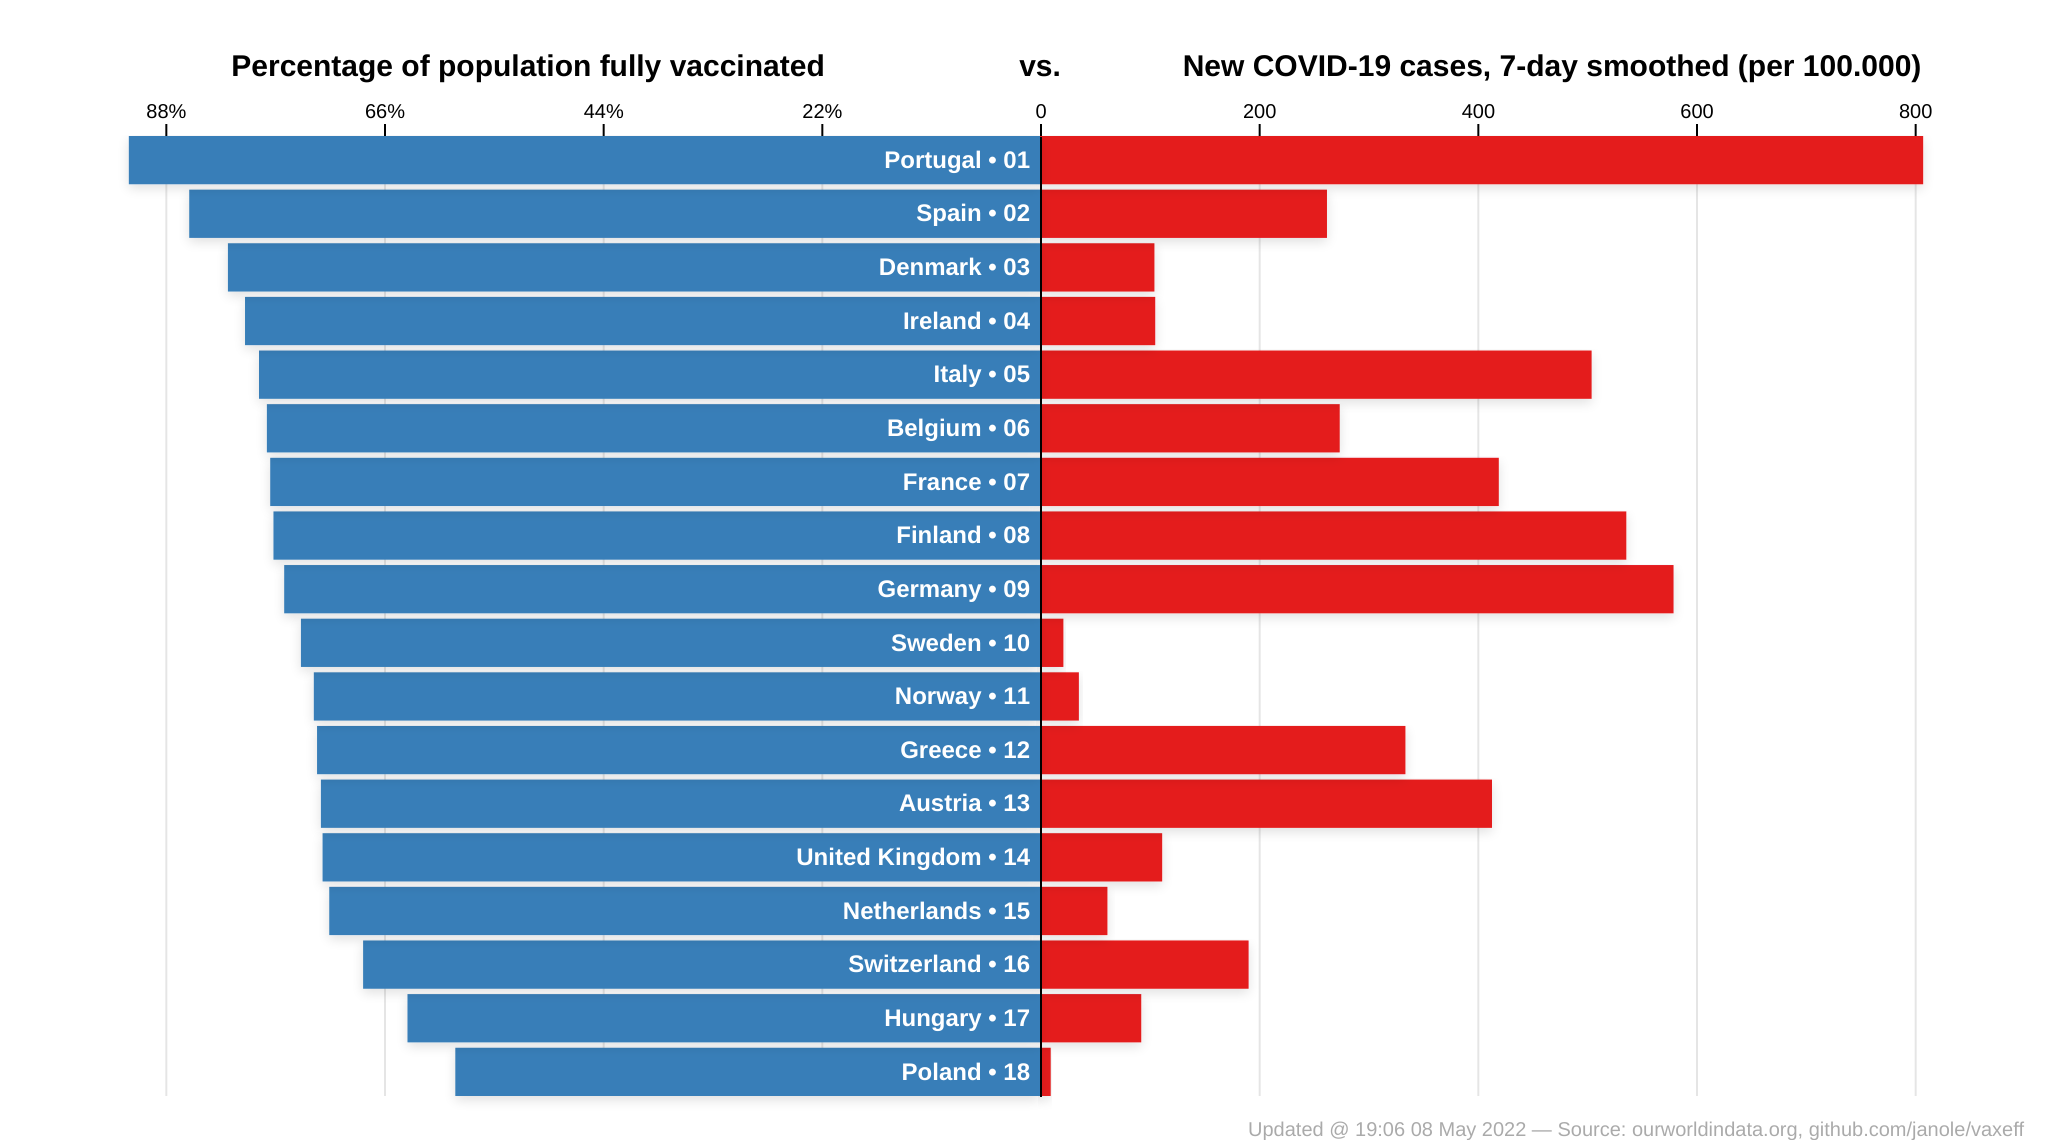 Percentage of population fully vaccinated vs. New COVID-19 cases, 7-day smoothed (per 100.000)
88% 66% 44% 22% 0 200 400 600 800
Portugal • 01
Spain • 02
Denmark • 03
Ireland • 04
Italy • 05
Belgium • 06
France • 07
Finland • 08
Germany • 09
Sweden • 10
Norway • 11
Greece • 12
Austria • 13
United Kingdom • 14
Netherlands • 15
Switzerland • 16
Hungary • 17
Poland • 18
Updated @ 19:06 08 May 2022 — Source: ourworldindata.org, github.com/janole/vaxeff